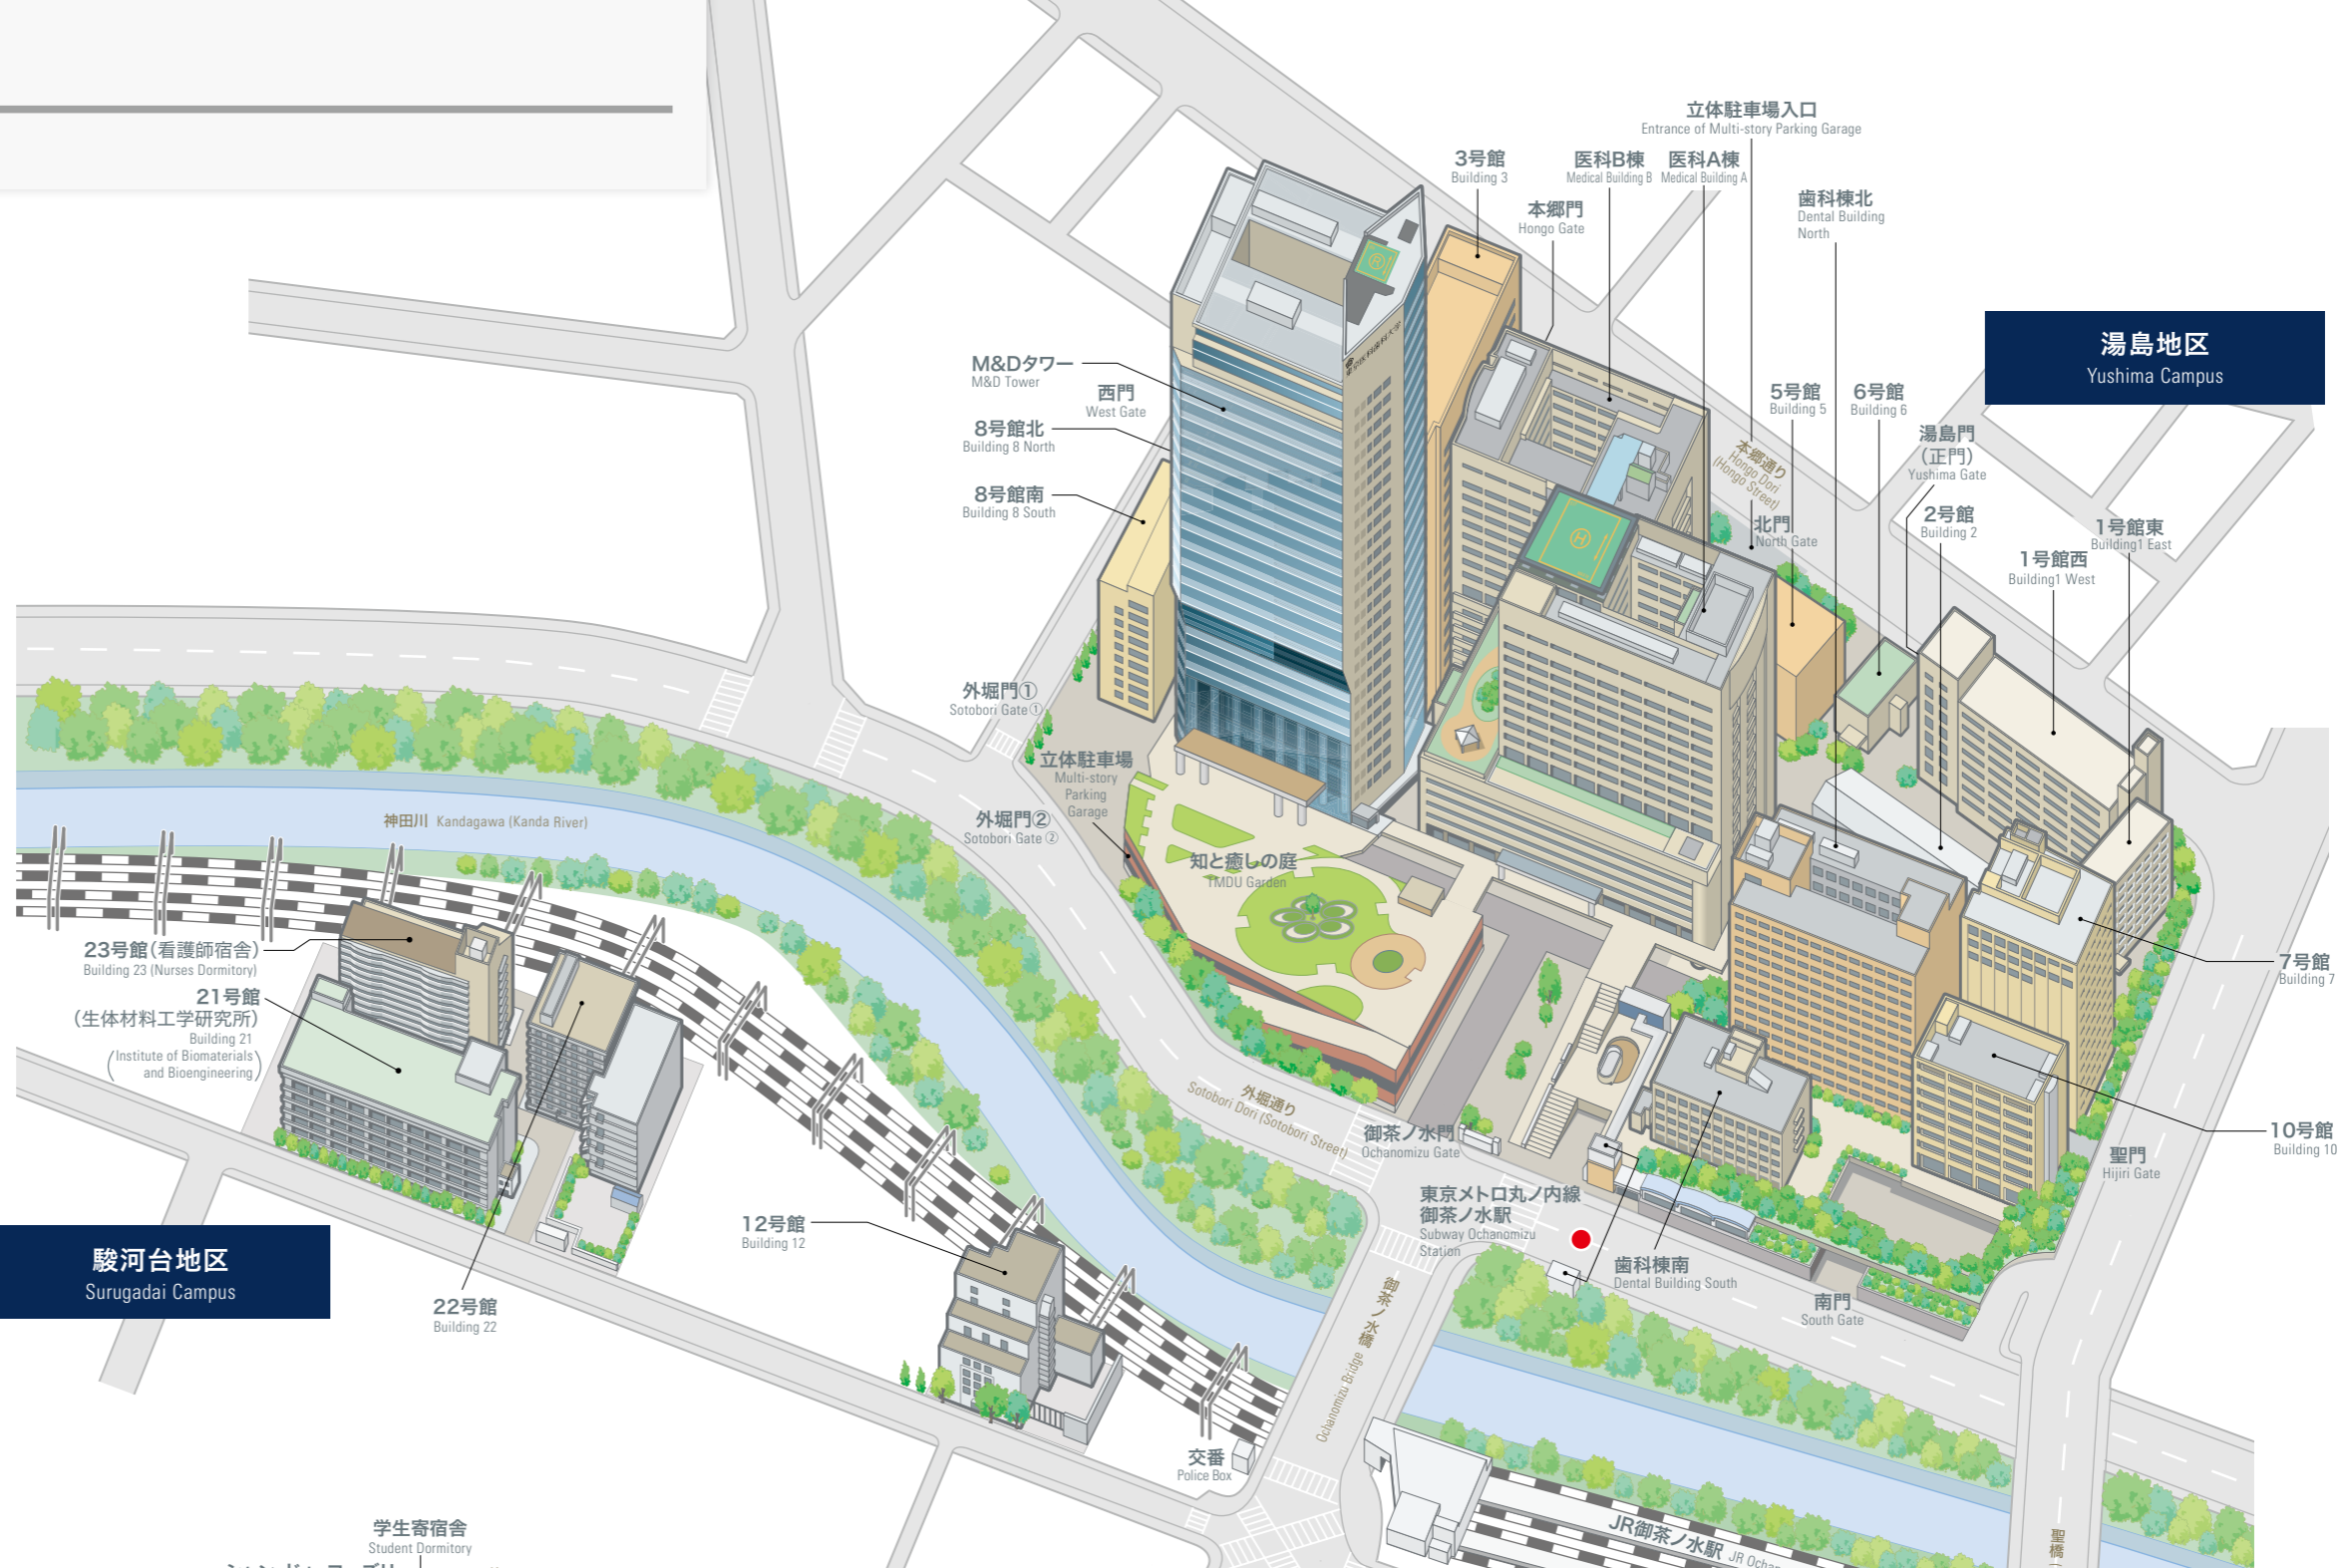 立体駐車場入口
Entrance of Multi-story Parking Garage
3号館
Building 3
医科B棟
Medical Building B
医科A棟
Medical Building A
本郷門
Hongo Gate
歯科棟北
Dental Building
North
湯島地区
Yushima Campus
M&Dタワー
M&D Tower
西門
West Gate
8号館北
Building 8 North
8号館南
Building 8 South
5号館
Building 5
6号館
Building 6
湯島門
(正門)
Yushima Gate
本郷通り
Hongo Dori
(Hongo Street)
北門
North Gate
2号館
Building 2
1号館東
Building1 East
1号館西
Building1 West
外堀門①
Sotobori Gate①
立体駐車場
Multi-story
Parking
Garage
外堀門②
Sotobori Gate②
神田川 Kandagawa (Kanda River)
知と癒しの庭
TMDU Garden
H
R
23号館(看護師宿舎)
Building 23 (Nurses Dormitory)
21号館
(生体材料工学研究所)
Building 21
(Institute of Biomaterials
and Bioengineering)
7号館
Building 7
10号館
Building 10
外堀通り
Sotobori Dori (Sotobori Street)
御茶ノ水門
Ochanomizu Gate
聖門
Hijiri Gate
東京メトロ丸ノ内線
御茶ノ水駅
Subway Ochanomizu
Station
歯科棟南
Dental Building South
南門
South Gate
12号館
Building 12
駿河台地区
Surugadai Campus
22号館
Building 22
御茶ノ水橋
Ochanomizu Bridge
交番
Police Box
JR御茶ノ水駅 JR
聖橋
学生寄宿舎
Student Dormitory